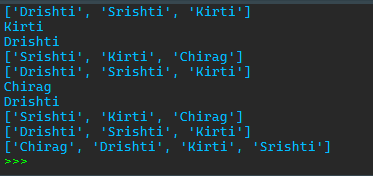 ['Drishti', 'Srishti', 'Kirti']
Kirti
Drishti
['Srishti', 'Kirti', 'Chirag']
['Drishti', 'Srishti', 'Kirti']
Chirag
Drishti
['Srishti', 'Kirti', 'Chirag']
['Drishti', 'Srishti', 'Kirti']
['Chirag', 'Drishti', 'Kirti', 'Srishti']
>>>